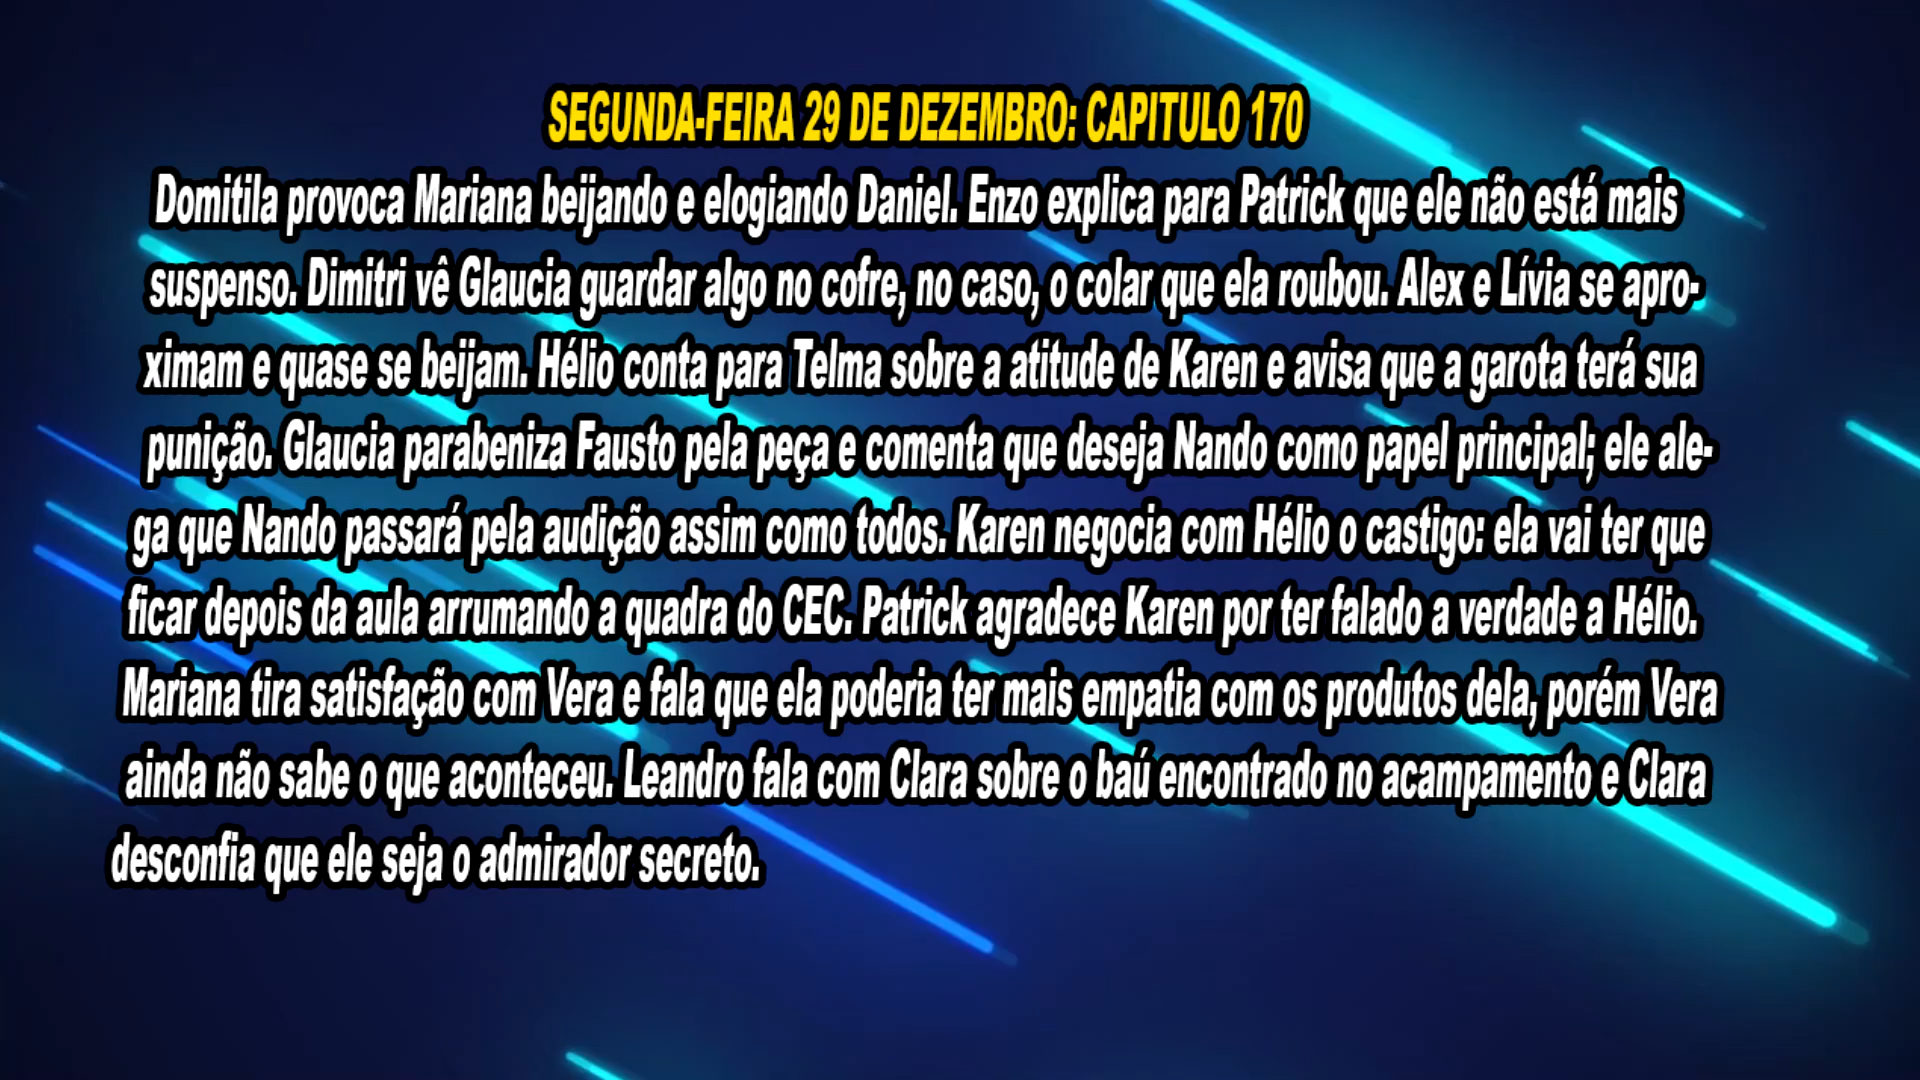 SEGUNDA-FEIRA 29 DE DEZEMBRO: CAPITULO 170
Domitila provoca Mariana beijando e elogiando Daniel. Enzo explica para Patrick que ele não está mais
suspenso. Dimitri vê Glaucia guardar algo no cofre, no caso, o colar que ela roubou. Alex e Lívia se apro-
ximam e quase se beijam. Hélio conta para Telma sobre a atitude de Karen e avisa que a garota terá sua
punição. Glaucia parabeniza Fausto pela peça e comenta que deseja Nando como papel principal; ele ale-
ga que Nando passará pela audição assim como todos. Karen negocia com Hélio o castigo: ela vai ter que
ficar depois da aula arrumando a quadra do CEC. Patrick agradece Karen por ter falado a verdade a Hélio.
Mariana tira satisfação com Vera e fala que ela poderia ter mais empatia com os produtos dela, porém Vera
ainda não sabe o que aconteceu. Leandro fala com Clara sobre o baú encontrado no acampamento e Clara
desconfia que ele seja o admirador secreto.